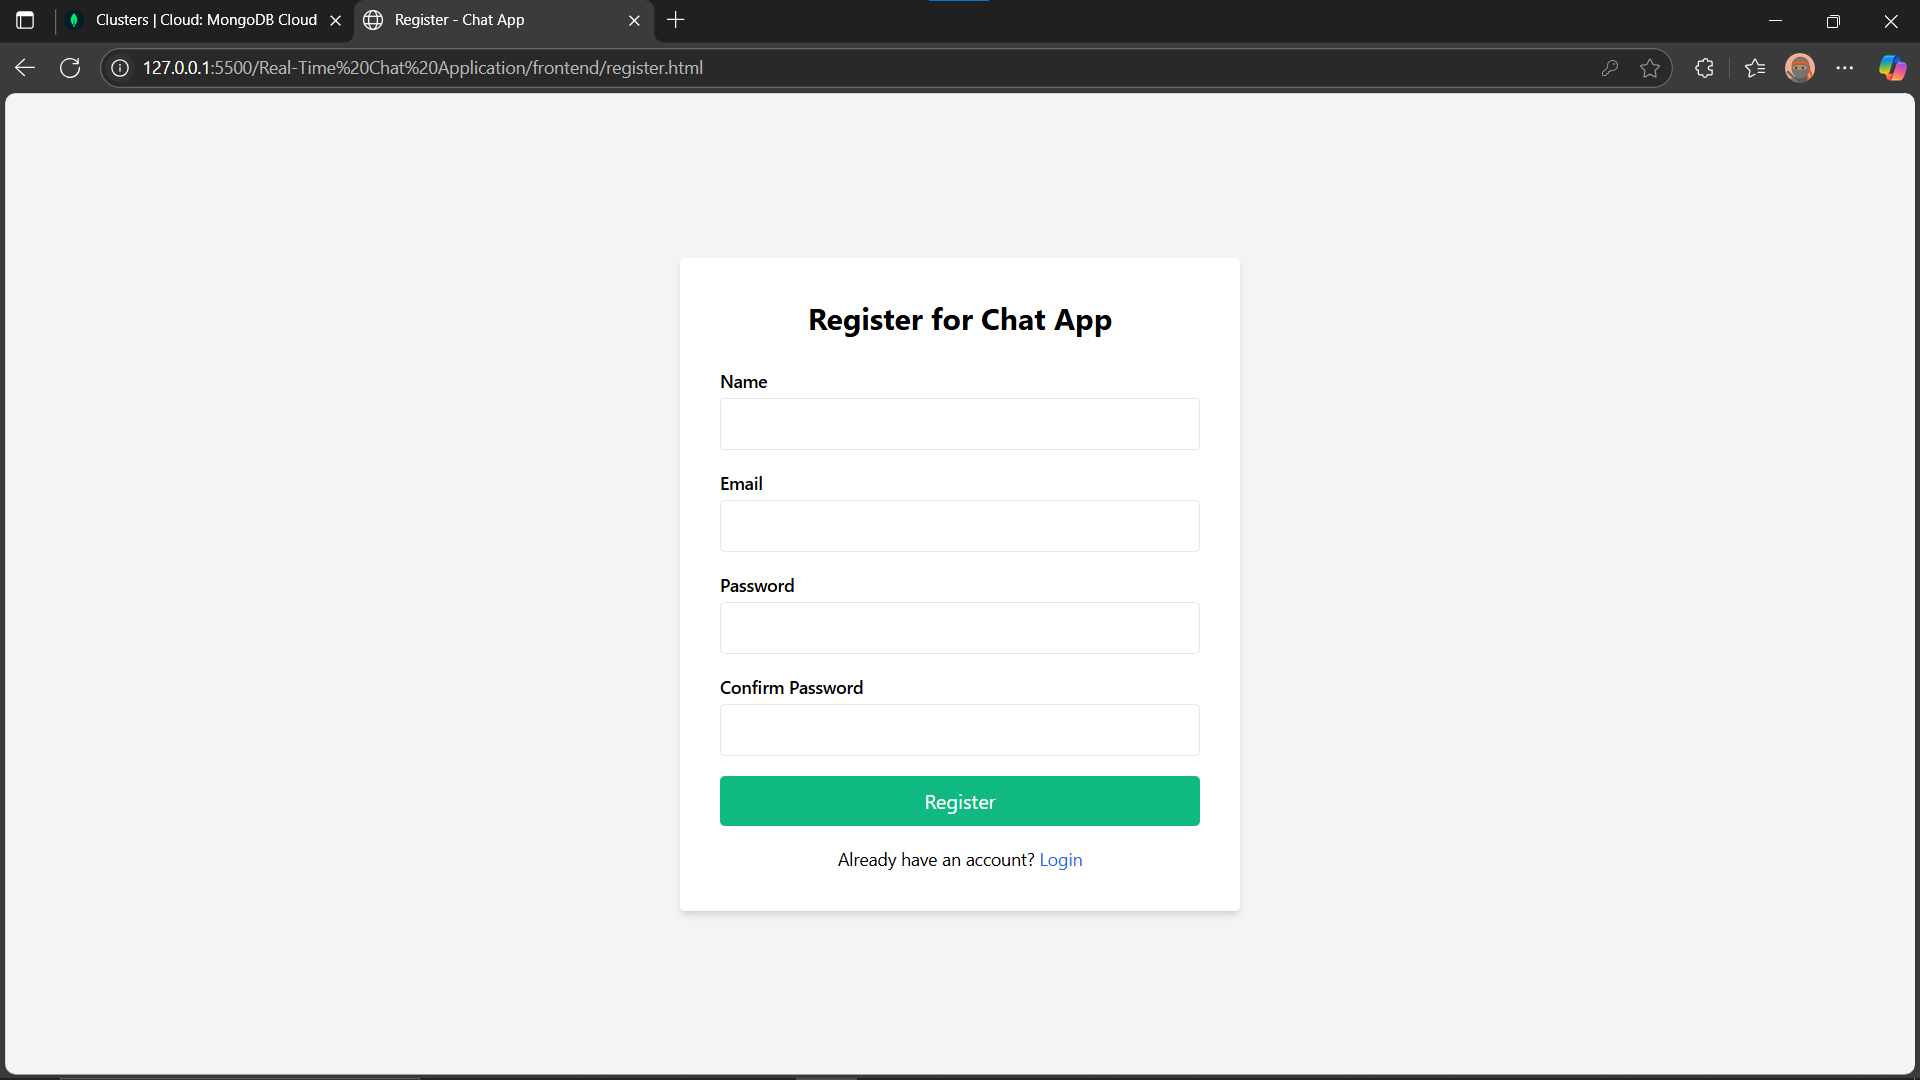 Clusters | Cloud: MongoDB Cloud
Register - Chat App
127.0.0.1:5500/Real-Time%20Chat%20Application/frontend/register.html
Register for Chat App
Name
Email
Password
Confirm Password
Register
Already have an account? Login